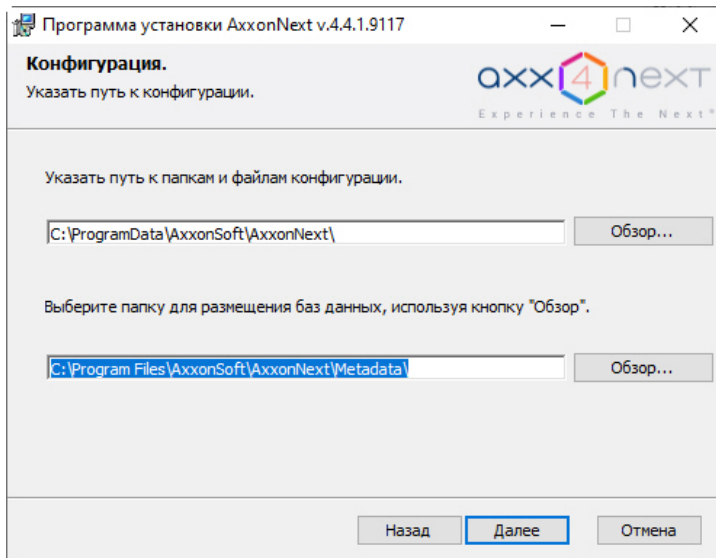 Программа установки AxxonNext v.4.4.1.9117
Конфигурация.
Указать путь к конфигурации.
axx4next
Experience The Next®
Указать путь к папкам и файлам конфигурации.
C:\ProgramData\AxxonSoft\AxxonNext\
Обзор...
Выберите папку для размещения баз данных, используя кнопку "Обзор".
C:\Program Files\AxxonSoft\AxxonNext\Metadata\
Обзор...
Назад Далее Отмена